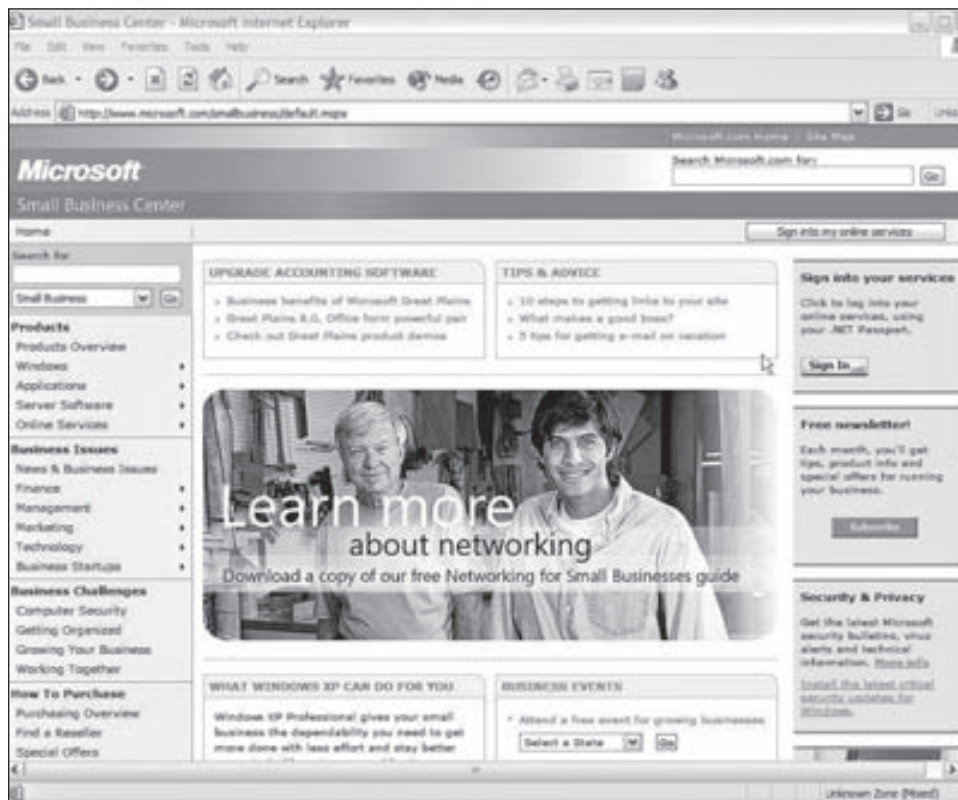 Small Business Center - Microsoft Internet Explorer
File Edit View Favorites Tools Help
Back Search Favorites Media
Address http://www.microsoft.com/smallbusiness/default.mspx Go Links
Microsoft.com Home | Site Map
Microsoft
Search Microsoft.com for:
Go
Small Business Center
Home
Sign into my online services
Search for
Small Business Go
Products
Products Overview
Windows
Applications
Server Software
Online Services
Business Issues
News & Business Issues
Finance
Management
Marketing
Technology
Business Startups
Business Challenges
Computer Security
Getting Organized
Growing Your Business
Working Together
How To Purchase
Purchasing Overview
Find a Reseller
Special Offers
UPGRADE ACCOUNTING SOFTWARE
Business benefits of Microsoft Great Plains
Great Plains 8.0, Office form powerful pair
Check out Great Plains product demos
TIPS & ADVICE
10 steps to getting links to your site
What makes a good boss?
5 tips for getting e-mail on vacation
Learn more
about networking
Download a copy of our free Networking for Small Businesses guide
WHAT WINDOWS XP CAN DO FOR YOU
Windows XP Professional gives your small
business the dependability you need to get
more done with less effort and stay better
BUSINESS EVENTS
Attend a free event for growing businesses
Select a State Go
Sign into your services
Click to log into your
online services, using
your .NET Passport.
Sign In
Free newsletter!
Each month, you'll get
tips, product info and
special offers for running
your business.
Subscribe
Security & Privacy
Get the latest Microsoft
security bulletins, virus
alerts and technical
information. More info
Install the latest critical
security updates for
Windows.
Unknown Zone (Mixed)